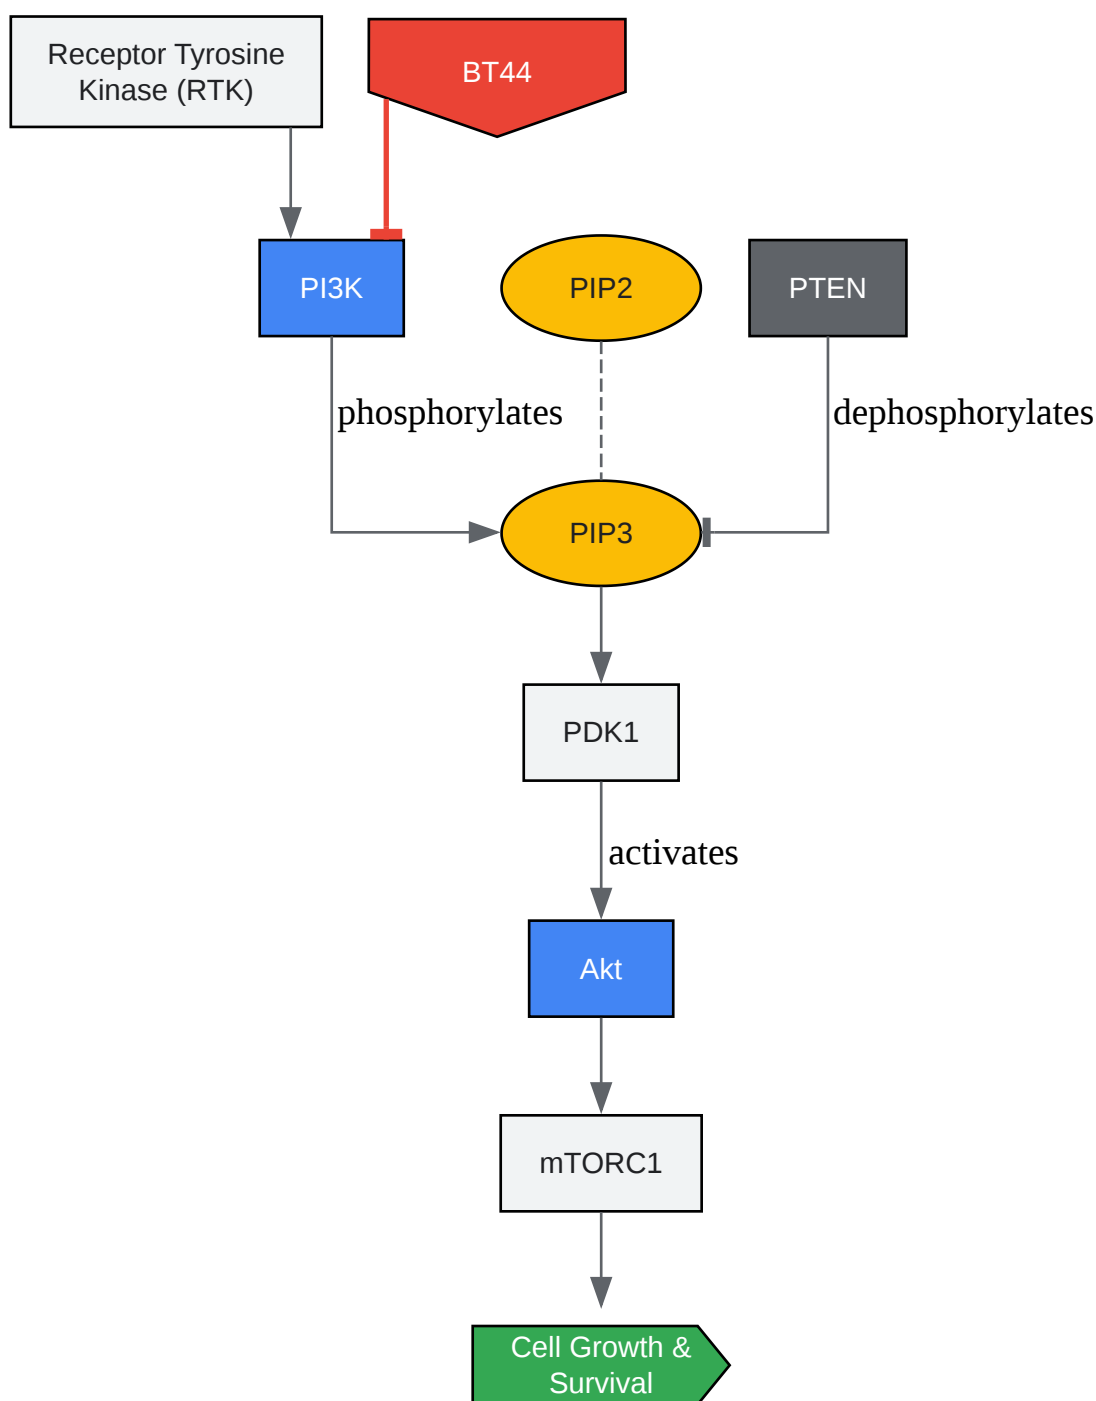 Receptor Tyrosine
Kinase (RTK)
BT44
PI3K
PIP2
PTEN
phosphorylates
dephosphorylates
PIP3
PDK1
activates
Akt
mTORC1
Cell Growth &
Survival